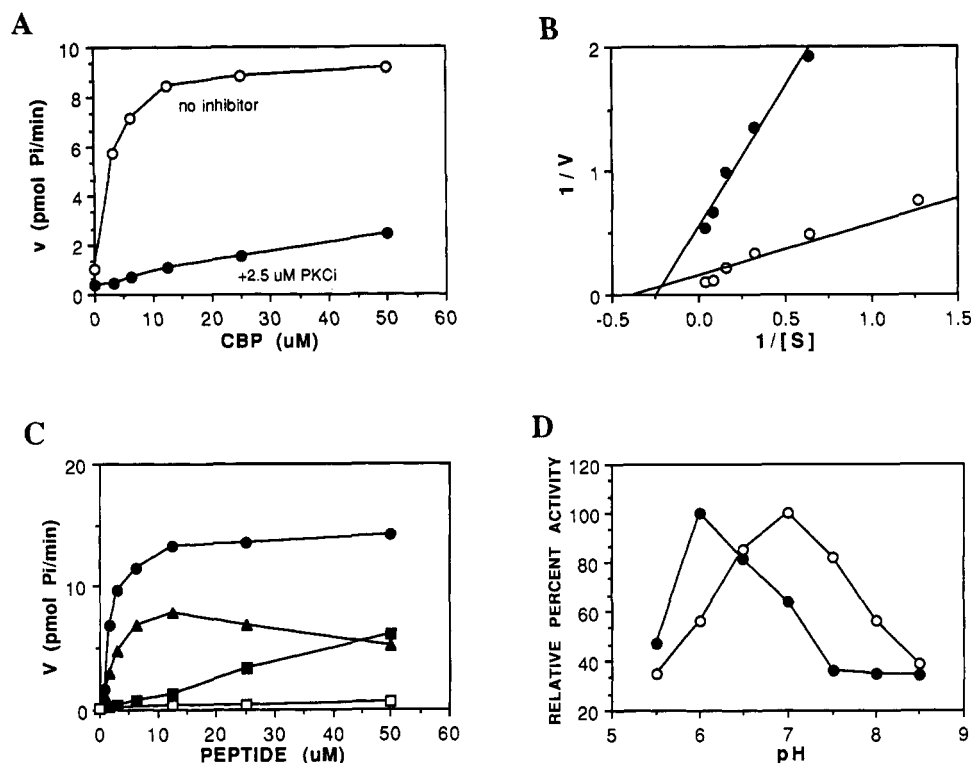 A
v (pmol Pi/min)
10
8
6
4
2
0
no inhibitor
+2.5 uM PKCi
0 10 20 30 40 50 60
CBP (uM)
B
1/V
2
1
0
-0.5 0.0 0.5 1.0 1.5
1/[S]
C
V (pmol Pi/min)
20
10
0
0 10 20 30 40 50 60
PEPTIDE (uM)
D
RELATIVE PERCENT ACTIVITY
120
100
80
60
40
20
5 6 7 8 9
pH